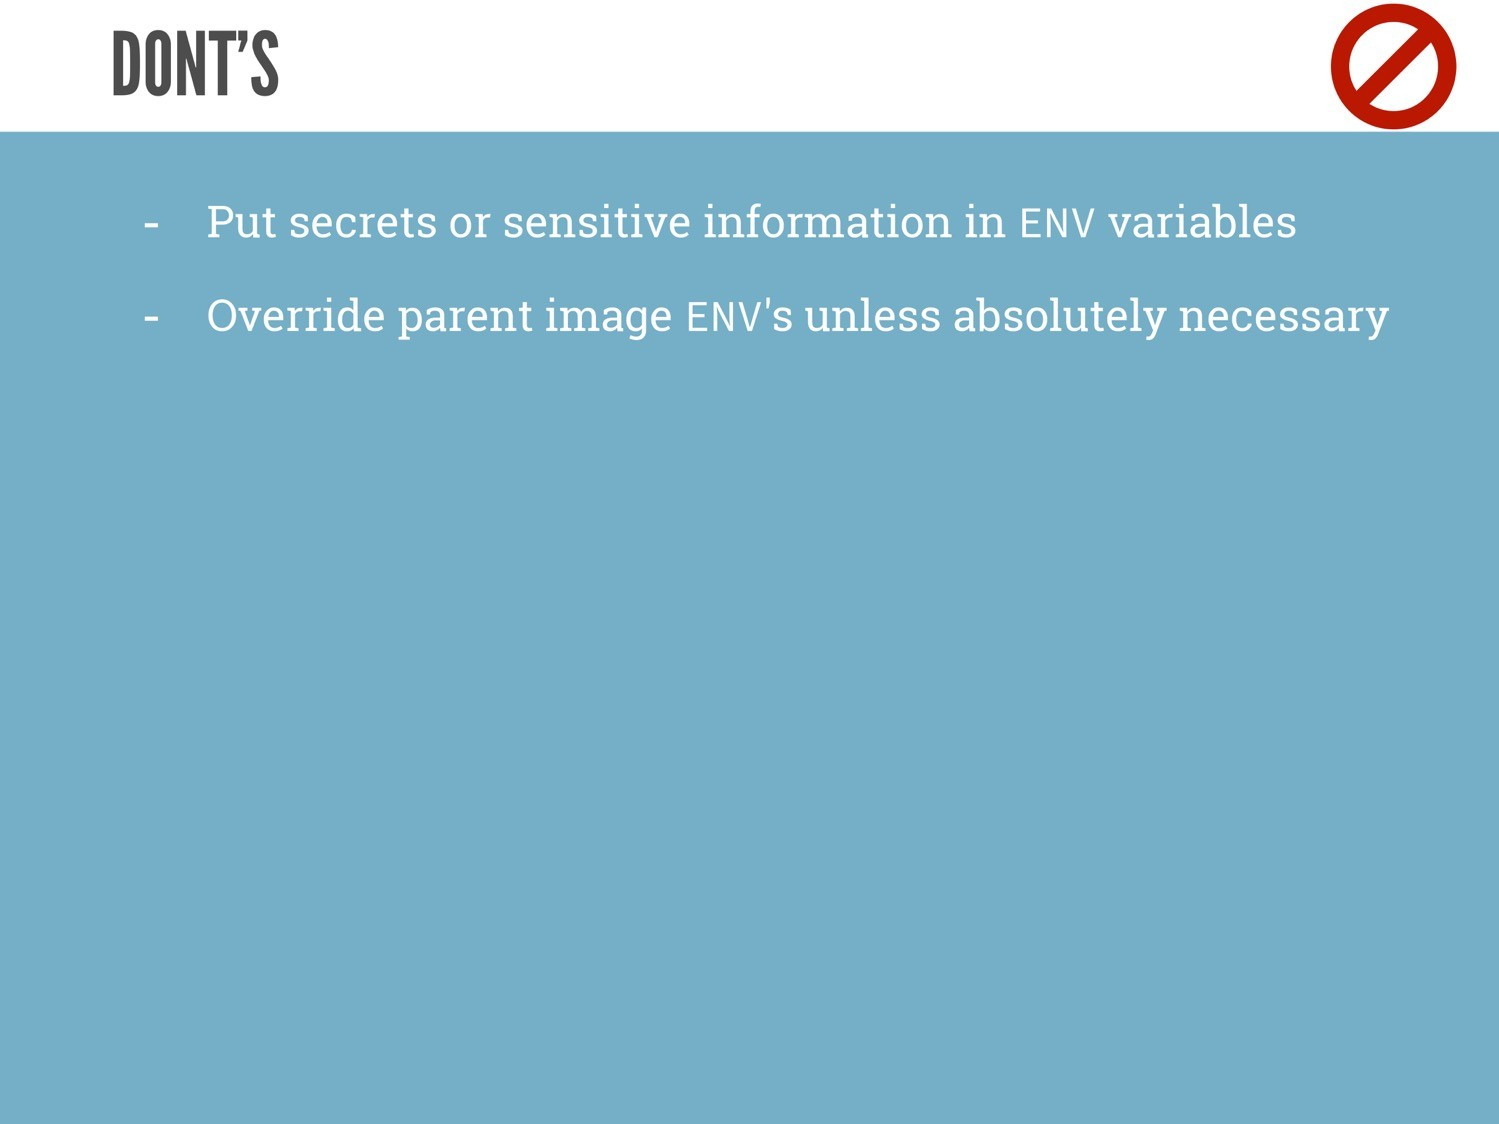 DONT’S
- Put secrets or sensitive information in ENV variables
- Override parent image ENV's unless absolutely necessary